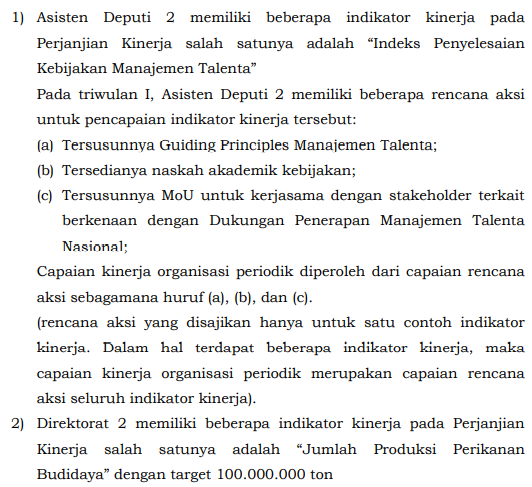 1) Asisten Deputi 2 memiliki beberapa indikator kinerja pada
Perjanjian Kinerja salah satunya adalah “Indeks Penyelesaian
Kebijakan Manajemen Talenta”
Pada triwulan I, Asisten Deputi 2 memiliki beberapa rencana aksi
untuk pencapaian indikator kinerja tersebut:
(a) Tersusunnya Guiding Principles Manajemen Talenta;
(b) Tersedianya naskah akademik kebijakan;
(c) Tersusunnya MoU untuk kerjasama dengan stakeholder terkait
berkenaan dengan Dukungan Penerapan Manajemen Talenta
Nasional;
Capaian kinerja organisasi periodik diperoleh dari capaian rencana
aksi sebagamana huruf (a), (b), dan (c).
(rencana aksi yang disajikan hanya untuk satu contoh indikator
kinerja. Dalam hal terdapat beberapa indikator kinerja, maka
capaian kinerja organisasi periodik merupakan capaian rencana
aksi seluruh indikator kinerja).
2) Direktorat 2 memiliki beberapa indikator kinerja pada Perjanjian
Kinerja salah satunya adalah “Jumlah Produksi Perikanan
Budidaya” dengan target 100.000.000 ton